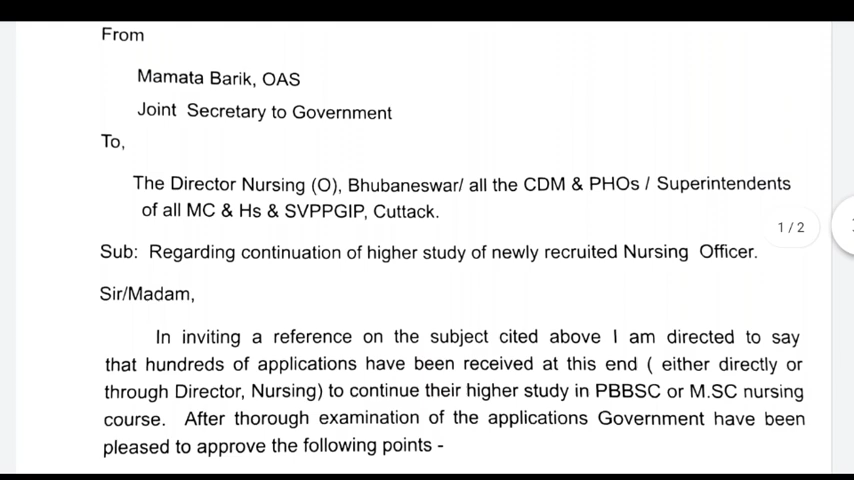 From
Mamata Barik, OAS
Joint Secretary to Government
To,
The Director Nursing (O), Bhubaneswar/ all the CDM & PHOs / Superintendents
of all MC & Hs & SVPPGIP, Cuttack.
1 / 2
Sub: Regarding continuation of higher study of newly recruited Nursing Officer.
Sir/Madam,
In inviting a reference on the subject cited above I am directed to say
that hundreds of applications have been received at this end ( either directly or
through Director, Nursing) to continue their higher study in PBBSC or M.SC nursing
course. After thorough examination of the applications Government have been
pleased to approve the following points -